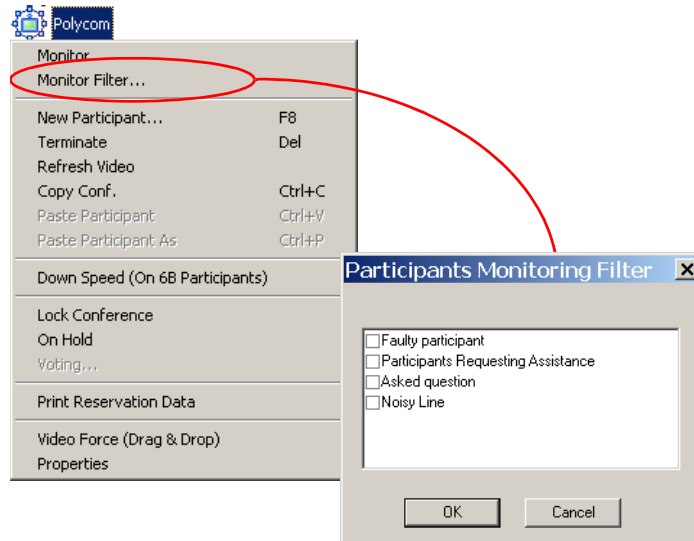 Polycom
Monitor
Monitor Filter...
New Participant... F8
Terminate Del
Refresh Video
Copy Conf. Ctrl+C
Paste Participant Ctrl+V
Paste Participant As Ctrl+P
Down Speed (On 6B Participants)
Lock Conference
On Hold
Voting...
Print Reservation Data
Video Force (Drag & Drop)
Properties
Participants Monitoring Filter
Faulty participant
Participants Requesting Assistance
Asked question
Noisy Line
OK Cancel